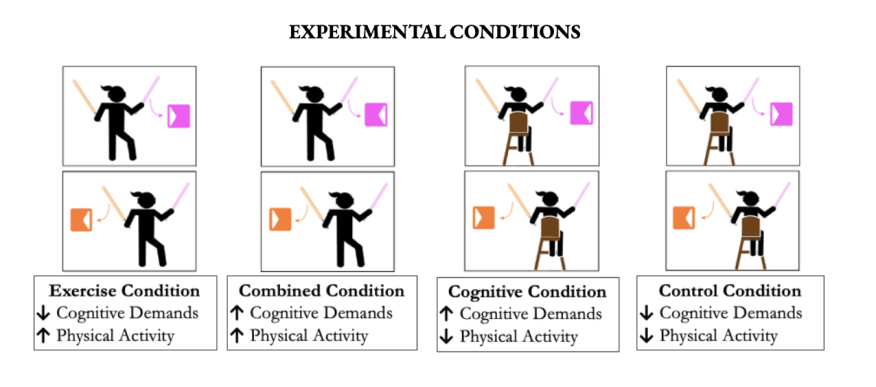 EXPERIMENTAL CONDITIONS
Exercise Condition
↓ Cognitive Demands
↑ Physical Activity
Combined Condition
↑ Cognitive Demands
↑ Physical Activity
Cognitive Condition
↑ Cognitive Demands
↓ Physical Activity
Control Condition
↓ Cognitive Demands
↓ Physical Activity